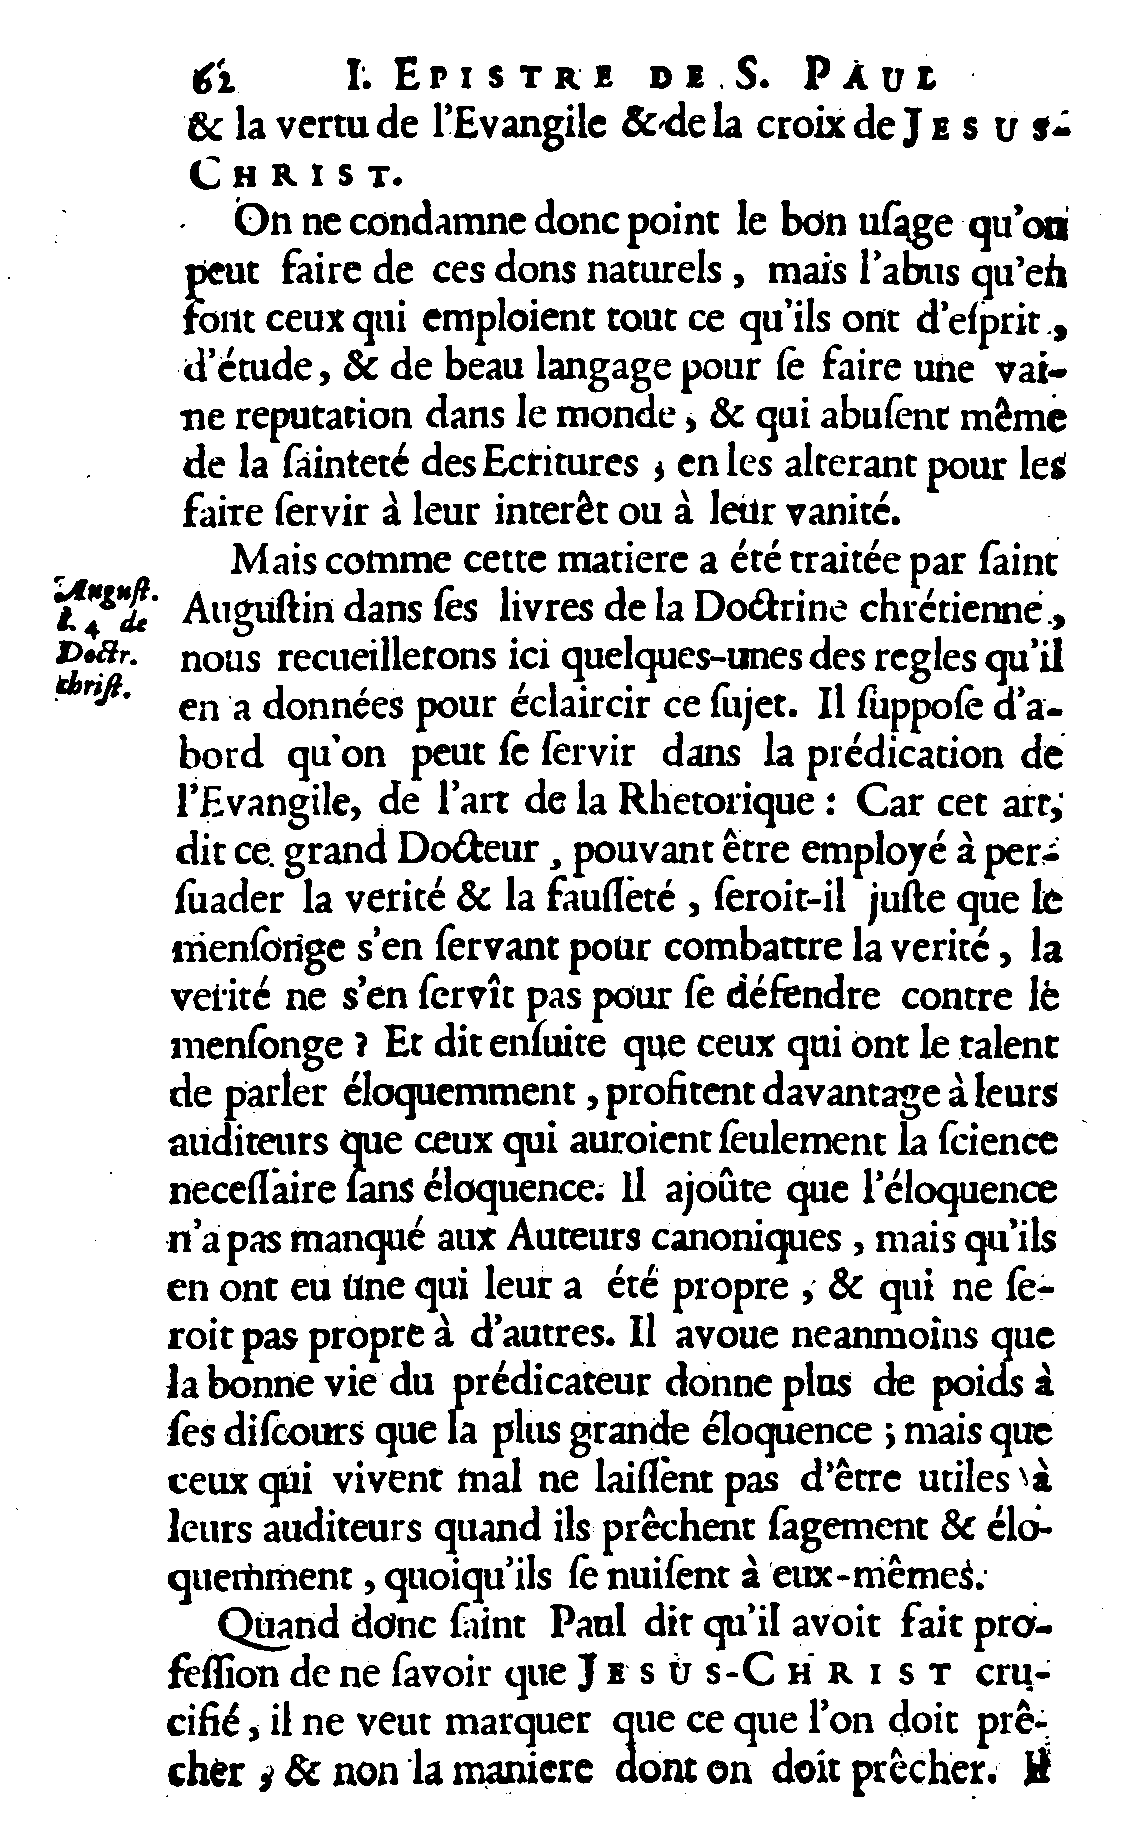 62 I. EPISTRE DE S. PAUL
& la vertu de l'Evangile & de la croix de JESUS-
CHRIST.
On ne condamne donc point le bon uſage qu'on
peut faire de ces dons naturels, mais l'abus qu'en
font ceux qui emploient tout ce qu'ils ont d'eſprit,
d'étude, & de beau langage pour ſe faire une vai-
ne reputation dans le monde, & qui abuſent même
de la ſainteté des Ecritures, en les alterant pour les
faire ſervir à leur interêt ou à leur vanité.
Mais comme cette matiere a été traitée par ſaint
Auguſtin dans ſes livres de la Doctrine chrétienne,
nous recueillerons ici quelques-unes des regles qu'il
en a données pour éclaircir ce ſujet. Il ſuppoſe d'a-
bord qu'on peut ſe ſervir dans la prédication de
l'Evangile, de l'art de la Rhetorique : Car cet art,
dit ce grand Docteur, pouvant être employé à per-
ſuader la verité & la fauſſeté, ſeroit-il juſte que le
menſonge s'en ſervant pour combattre la verité, la
verité ne s'en ſervît pas pour ſe défendre contre le
menſonge ? Et dit enſuite que ceux qui ont le talent
de parler éloquemment, profitent davantage à leurs
auditeurs que ceux qui auroient ſeulement la ſcience
neceſſaire ſans éloquence. Il ajoûte que l'éloquence
n'a pas manqué aux Auteurs canoniques, mais qu'ils
en ont eu une qui leur a été propre, & qui ne ſe-
roit pas propre à d'autres. Il avoue neanmoins que
la bonne vie du prédicateur donne plus de poids à
ſes diſcours que la plus grande éloquence ; mais que
ceux qui vivent mal ne laiſſent pas d'être utiles à
leurs auditeurs quand ils prêchent ſagement & élo-
quemment, quoiqu'ils ſe nuiſent à eux-mêmes.
Quand donc ſaint Paul dit qu'il avoit fait pro-
feſſion de ne ſavoir que JESUS-CHRIST cru-
cifié, il ne veut marquer que ce que l'on doit prê-
cher, & non la maniere dont on doit prêcher. Il
Auguſt.
l. 4 de
Doctr.
chriſt.